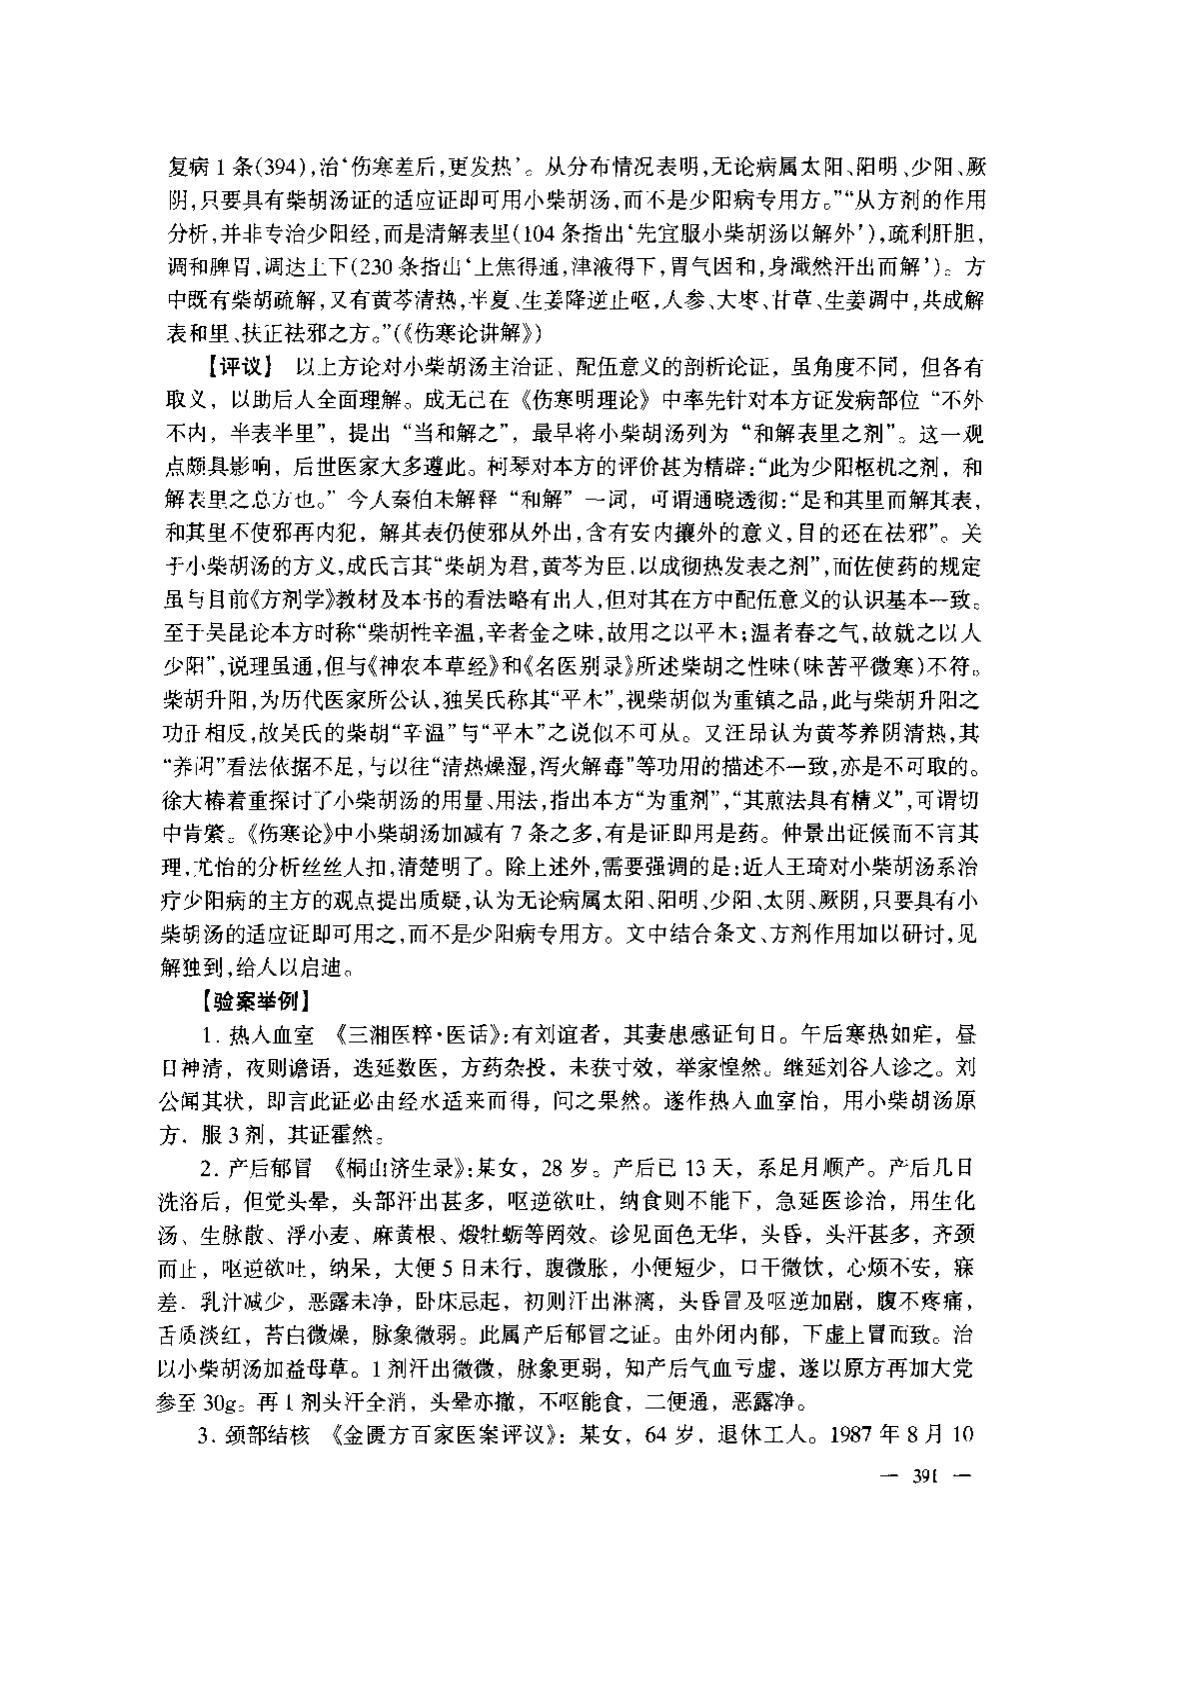 复病1条(394),治‘伤寒差后,更发热’。从分布情况表明,无论病属太阳、阳明、少阳、厥
阴,只要具有柴胡汤证的适应证即可用小柴胡汤,而不是少阳病专用方。”“从方剂的作用
分析,并非专治少阳经,而是清解表里(104条指出‘先宜服小柴胡汤以解外’),疏利肝胆,
调和脾胃,调达上下(230条指出‘上焦得通,津液得下,胃气因和,身濈然汗出而解’)。方
中既有柴胡疏解,又有黄芩清热,半夏、生姜降逆止呕,人参、大枣、甘草、生姜调中,共成解
表和里、扶正祛邪之方。”(《伤寒论讲解》)
【评议】 以上方论对小柴胡汤主治证、配伍意义的剖析论证，虽角度不同，但各有
取义，以助后人全面理解。成无己在《伤寒明理论》中率先针对本方证发病部位“不外
不内，半表半里”，提出“当和解之”，最早将小柴胡汤列为“和解表里之剂”。这一观
点颇具影响，后世医家大多遵此。柯琴对本方的评价甚为精辟:“此为少阳枢机之剂，和
解表里之总方也。”今人秦伯未解释“和解”一词，可谓通晓透彻:“是和其里而解其表，
和其里不使邪再内犯，解其表仍使邪从外出,含有安内攘外的意义,目的还在祛邪”。关
于小柴胡汤的方义,成氏言其“柴胡为君,黄芩为臣,以成彻热发表之剂”,而佐使药的规定
虽与目前《方剂学》教材及本书的看法略有出入,但对其在方中配伍意义的认识基本一致。
至于吴昆论本方时称“柴胡性辛温,辛者金之味,故用之以平木;温者春之气,故就之以入
少阳”,说理虽通,但与《神农本草经》和《名医别录》所述柴胡之性味(味苦平微寒)不符。
柴胡升阳,为历代医家所公认,独吴氏称其“平木”,视柴胡似为重镇之品,此与柴胡升阳之
功正相反,故吴氏的柴胡“辛温”与“平木”之说似不可从。又汪昂认为黄芩养阴清热,其
“养阴”看法依据不足,与以往“清热燥湿,泻火解毒”等功用的描述不一致,亦是不可取的。
徐大椿着重探讨了小柴胡汤的用量、用法,指出本方“为重剂”,“其煎法具有精义”,可谓切
中肯綮。《伤寒论》中小柴胡汤加减有7条之多,有是证即用是药。仲景出证候而不言其
理,尤怡的分析丝丝入扣,清楚明了。除上述外,需要强调的是:近人王琦对小柴胡汤系治
疗少阳病的主方的观点提出质疑,认为无论病属太阳、阳明、少阳、太阴、厥阴,只要具有小
柴胡汤的适应证即可用之,而不是少阳病专用方。文中结合条文、方剂作用加以研讨,见
解独到,给人以启迪。
【验案举例】
1. 热入血室 《三湘医粹·医话》:有刘谊者，其妻患感证旬日。午后寒热如疟，昼
日神清，夜则谵语，迭延数医，方药杂投，未获寸效，举家惶然。继延刘谷人诊之。刘
公闻其状，即言此证必由经水适来而得，问之果然。遂作热入血室怡，用小柴胡汤原
方，服3剂，其证霍然。
2. 产后郁冒 《桐山济生录》:某女，28岁。产后已13天，系足月顺产。产后几日
洗浴后，但觉头晕，头部汗出甚多，呕逆欲吐，纳食则不能下，急延医诊治，用生化
汤、生脉散、浮小麦、麻黄根、煅牡蛎等罔效。诊见面色无华，头昏，头汗甚多，齐颈
而止，呕逆欲吐，纳呆，大便5日未行，腹微胀，小便短少，口干微饮，心烦不安，寐
差，乳汁减少，恶露未净，卧床忌起，初则汗出淋漓，头昏冒及呕逆加剧，腹不疼痛，
舌质淡红，苔白微燥，脉象微弱。此属产后郁冒之证。由外闭内郁，下虚上冒而致。治
以小柴胡汤加益母草。1剂汗出微微，脉象更弱，知产后气血亏虚，遂以原方再加大党
参至30g。再1剂头汗全消，头晕亦撤，不呕能食，二便通，恶露净。
3. 颈部结核 《金匮方百家医案评议》: 某女，64岁，退休工人。1987年8月10
— 391 —